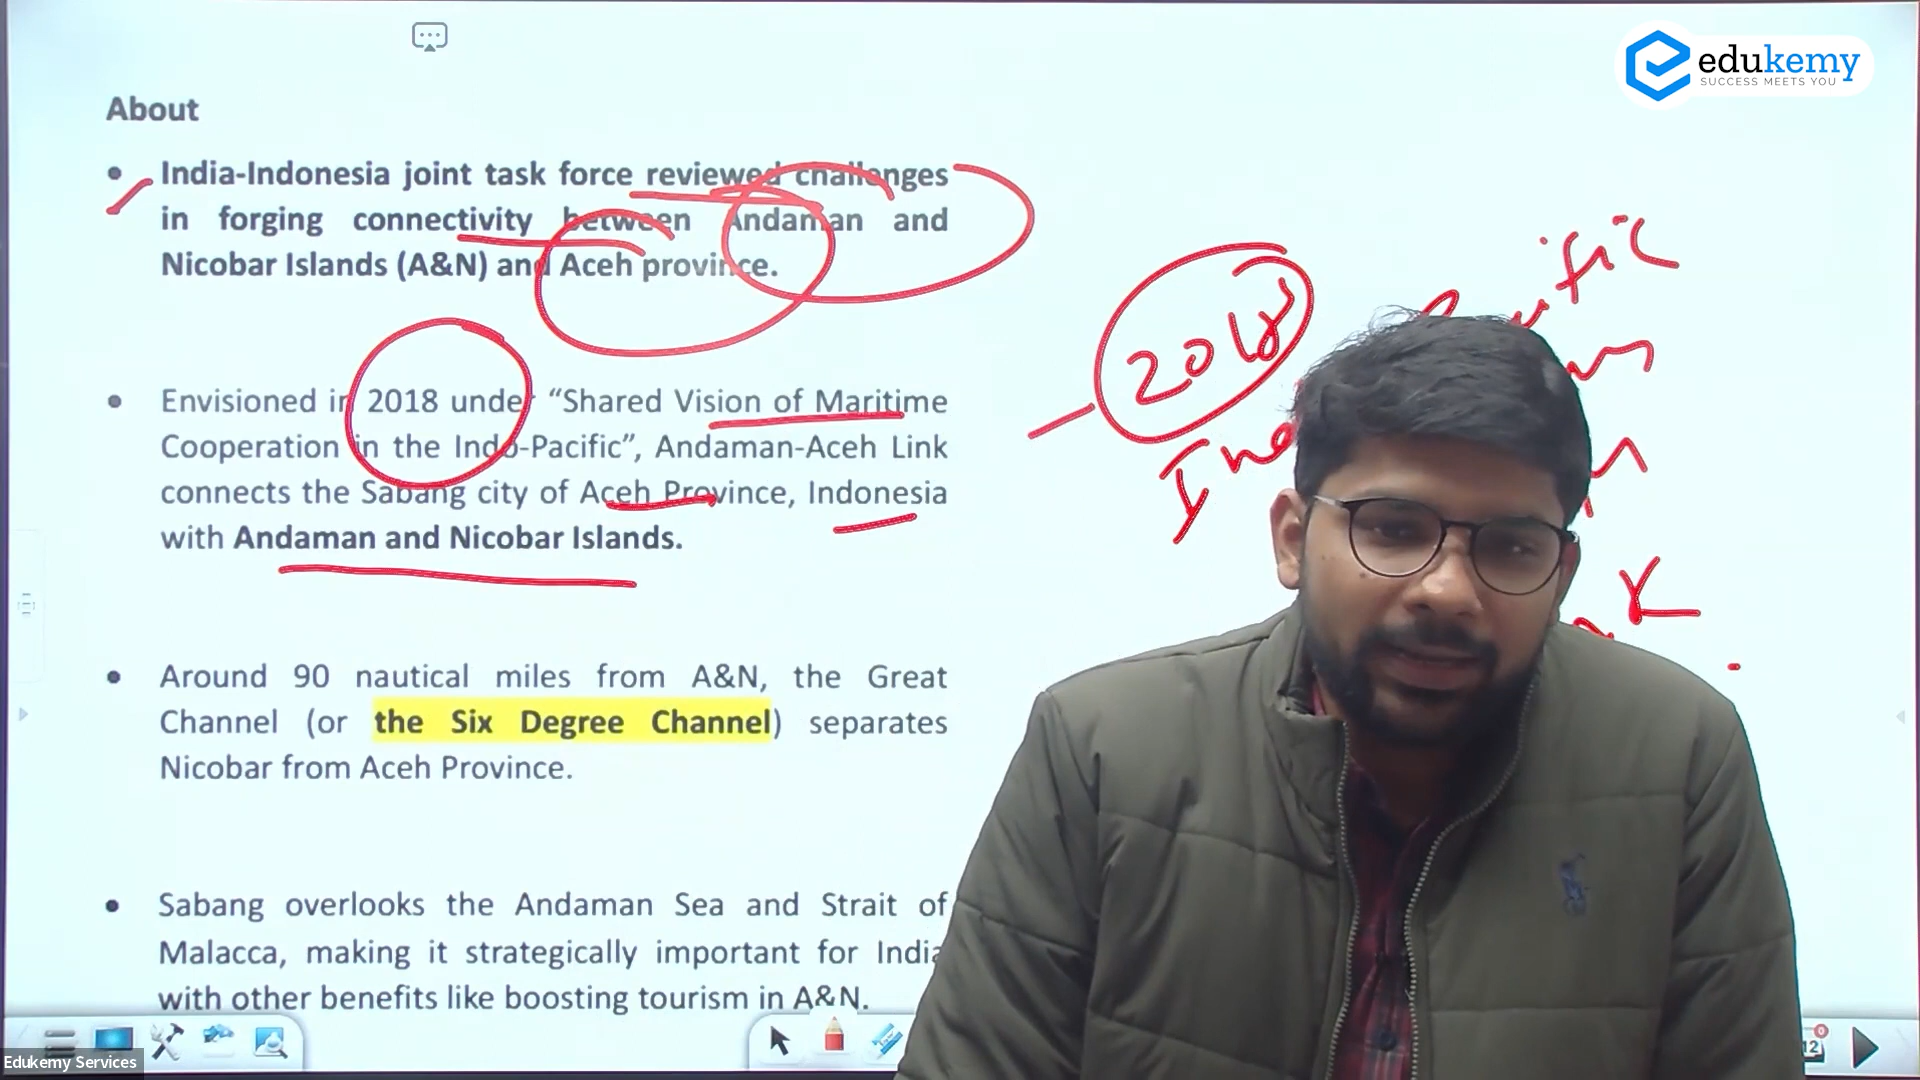 edukemy
SUCCESS MEETS YOU
About
• India-Indonesia joint task force reviewed challenges
in forging connectivity between Andaman and
Nicobar Islands (A&N) and Aceh province.
• Envisioned in 2018 under “Shared Vision of Maritime
Cooperation in the Indo-Pacific”, Andaman-Aceh Link
connects the Sabang city of Aceh Province, Indonesia
with Andaman and Nicobar Islands.
• Around 90 nautical miles from A&N, the Great
Channel (or the Six Degree Channel) separates
Nicobar from Aceh Province.
• Sabang overlooks the Andaman Sea and Strait of
Malacca, making it strategically important for India
with other benefits like boosting tourism in A&N.
2018
12
Edukemy Services